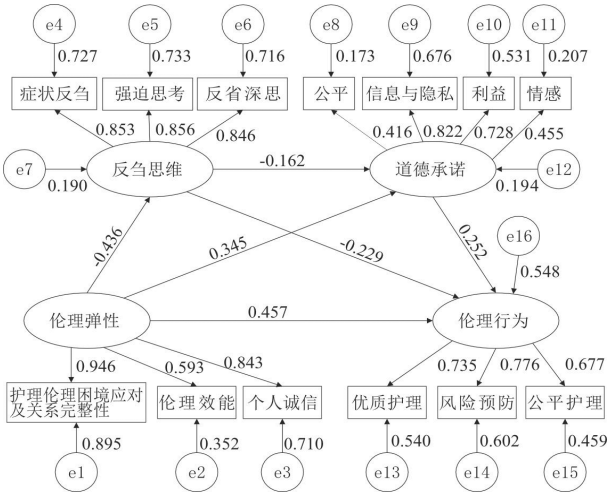 e4 e5 e6 e8 e9 e10 e11
0.727 0.733 0.716 0.173 0.676 0.531 0.207
症状反刍 强迫思考 反省深思 公平 信息与隐私 利益 情感
0.853 0.856 0.846 0.416 0.822 0.728 0.455
e7 反刍思维 -0.162 道德承诺 e12
0.190 0.194
-0.436 0.345 -0.229 0.252 e16
0.548
伦理弹性 0.457 伦理行为
0.946 0.593 0.843 0.735 0.776 0.677
护理伦理困境应对
及关系完整性
伦理效能 个人诚信 优质护理 风险预防 公平护理
0.895 0.352 0.710 0.540 0.602 0.459
e1 e2 e3 e13 e14 e15